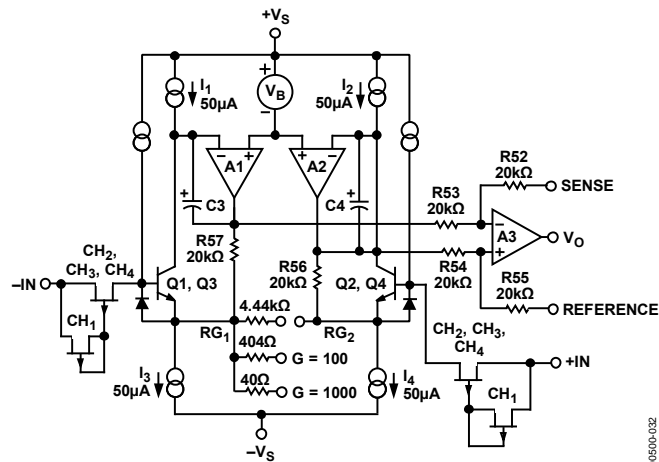 +VS
I1
50µA
+
VB
–
I2
50µA
– +
A1
+ –
A2
+
C3
+
C4
R57
20kΩ
R56
20kΩ
R53
20kΩ
R52
20kΩ
SENSE
–
A3
+
VO
R54
20kΩ
R55
20kΩ
REFERENCE
–IN
CH2,
CH3, CH4
CH1
Q1, Q3
Q2, Q4
4.44kΩ
RG1
RG2
404Ω
G = 100
40Ω
G = 1000
I3
50µA
I4
50µA
CH2, CH3,
CH4
+IN
CH1
–VS
00500-032